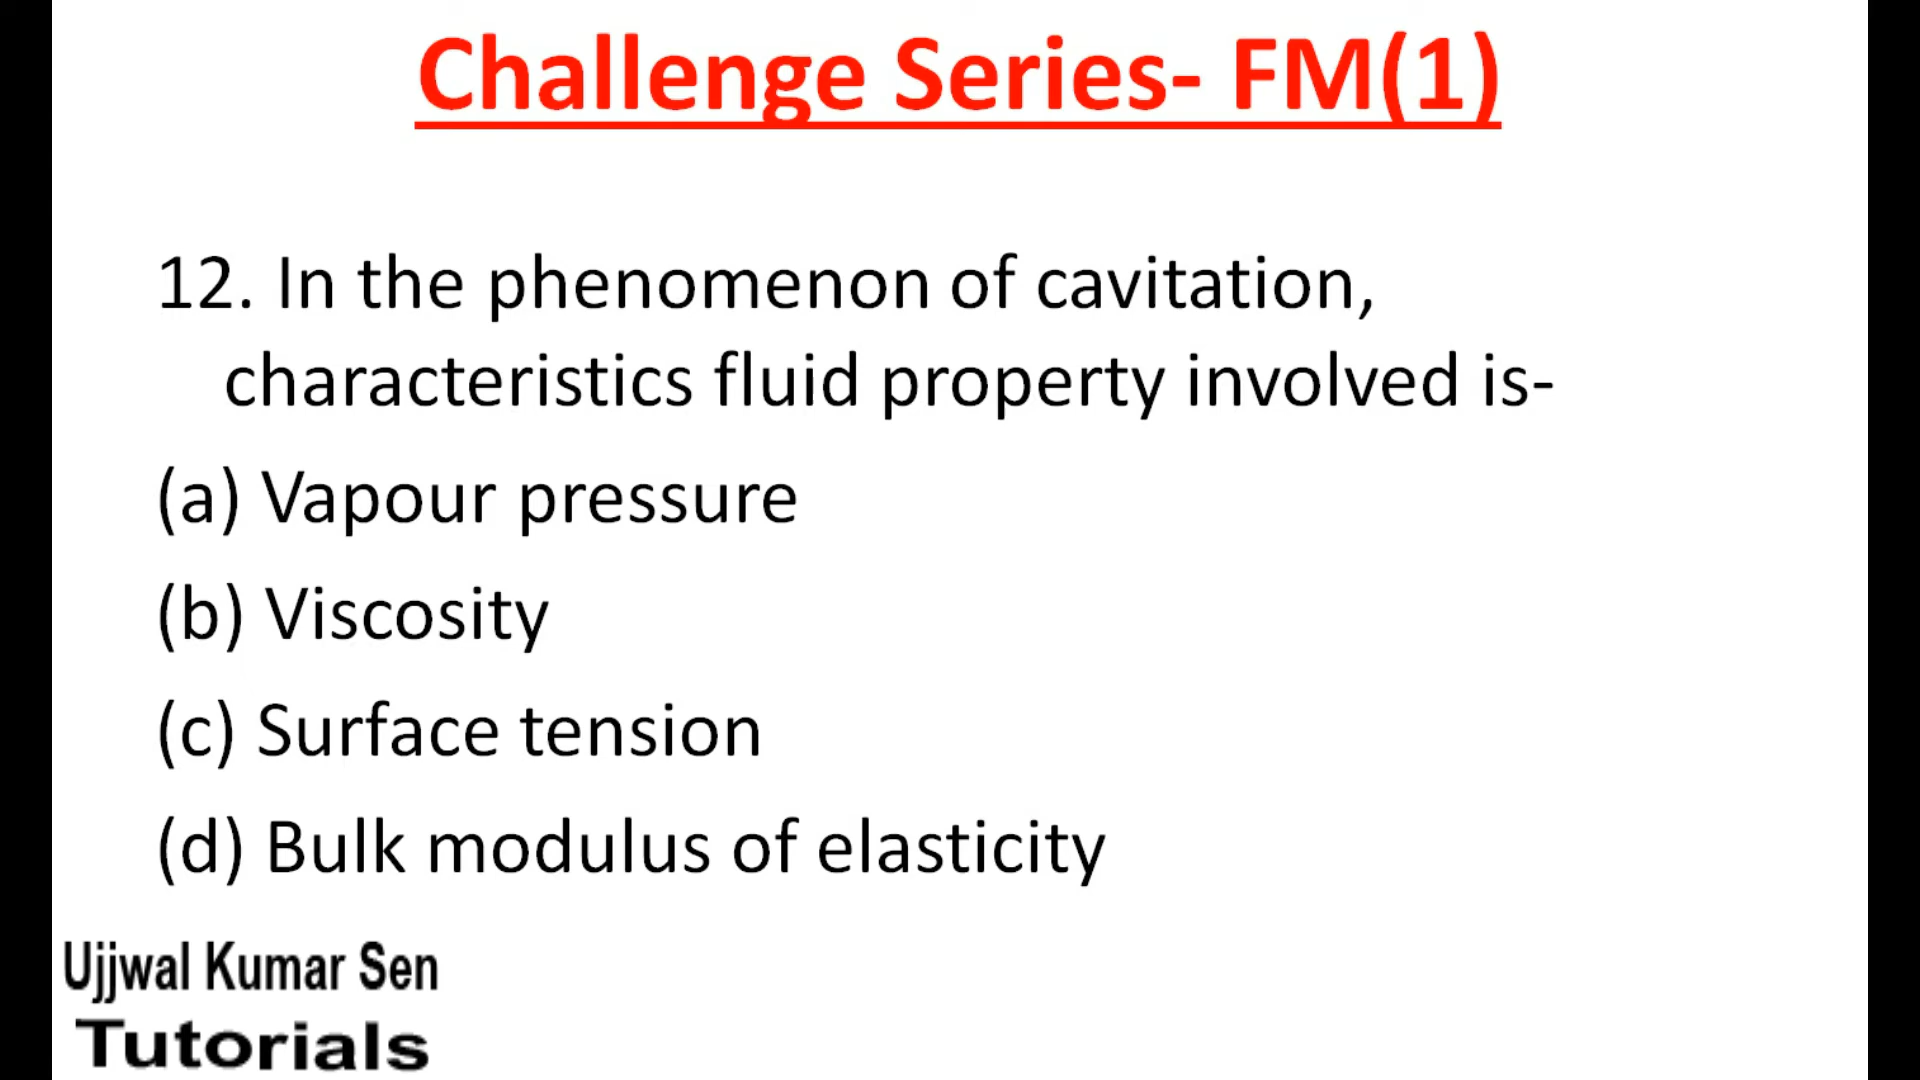 Challenge Series- FM(1)
12. In the phenomenon of cavitation,
characteristics fluid property involved is-
(a) Vapour pressure
(b) Viscosity
(c) Surface tension
(d) Bulk modulus of elasticity
Ujjwal Kumar Sen
Tutorials